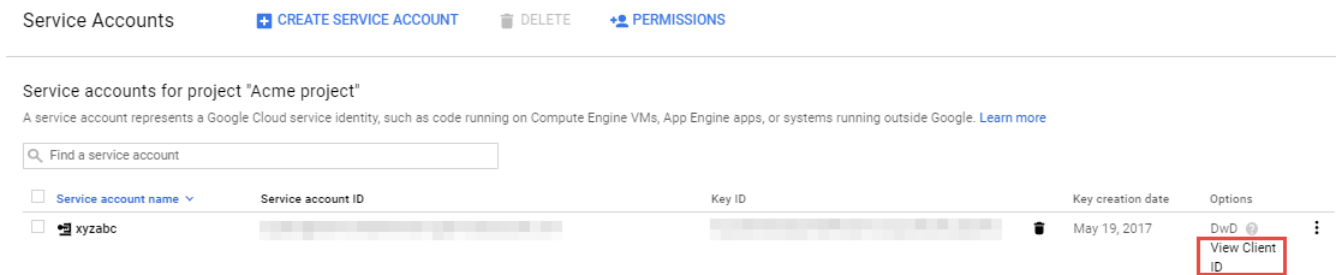 Service Accounts CREATE SERVICE ACCOUNT DELETE PERMISSIONS
Service accounts for project "Acme project"
A service account represents a Google Cloud service identity, such as code running on Compute Engine VMs, App Engine apps, or systems running outside Google. Learn more
Find a service account
Service account name Service account ID Key ID Key creation date Options
xyzabc May 19, 2017 DwD ?
View Client
ID